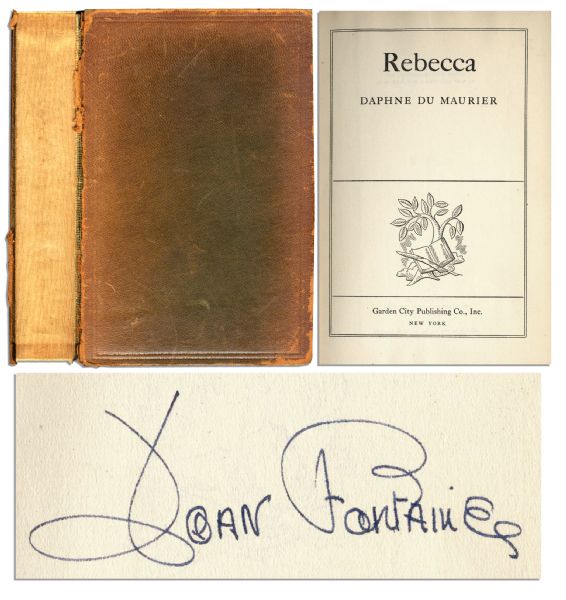 Rebecca
DAPHNE DU MAURIER
Garden City Publishing Co., Inc.
NEW YORK
Joan Fontaine